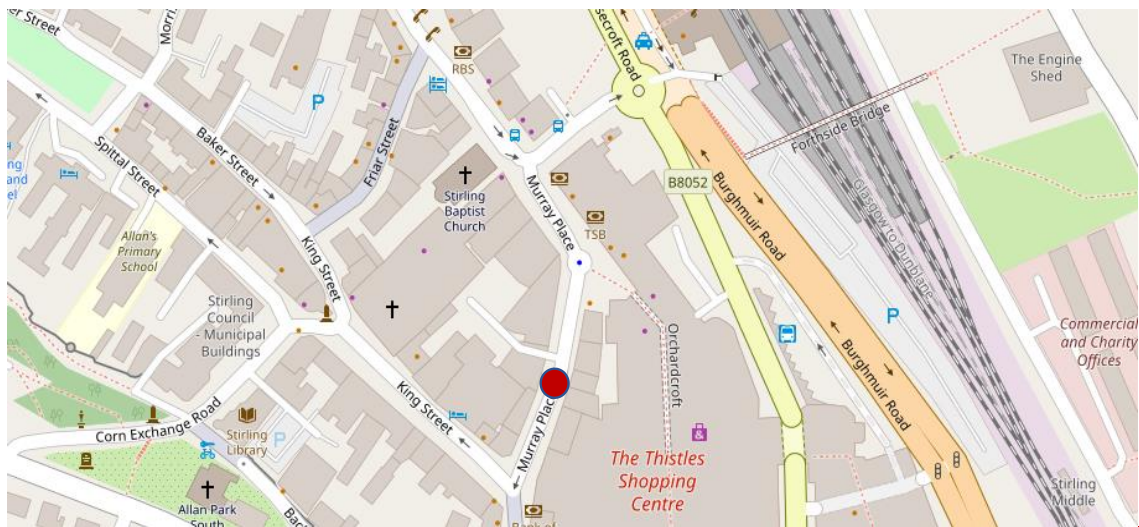 Morri
Baker Street
Spittal Street
Friar Street
P
RBS
Stirling
Baptist
Church
Murray Place
TSB
B8052
Burghmuir Road
Forthside Bridge
The Engine
Shed
Glasgow to Dunblane
Allan's
Primary
School
King Street
Stirling
Council
- Municipal
Buildings
Orchardcroft
P
Burghmuir Road
Commercial
and Charity
Offices
King Street
Murray Place
Murray Place
Corn Exchange Road
Stirling
Library
P
The Thistles
Shopping
Centre
Stirling
Middle
Allan Park
South